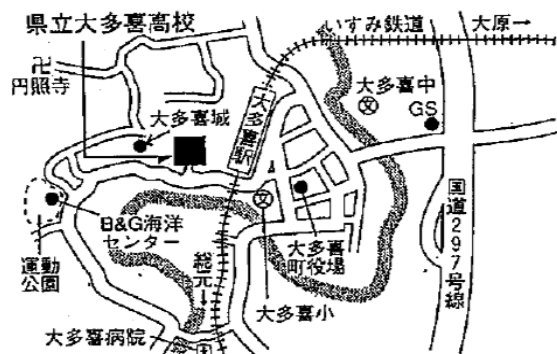 県立大多喜高校
いすみ鉄道
大原→
卍
円照寺
大多喜城
大多喜駅
大多喜中
文
GS
文
国道297号線
B&G海洋
センター
運動
公園
総元
↓
大多喜
町役場
大多喜小
大多喜病院